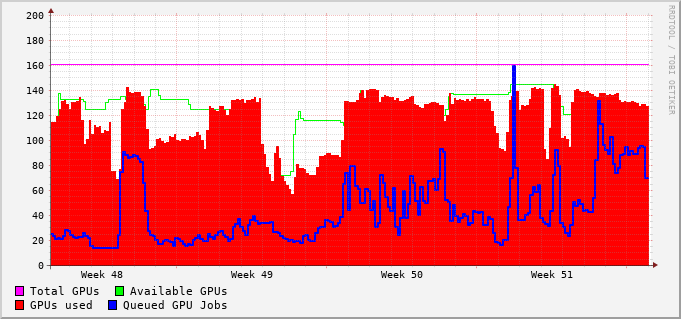 200
180
160
140
120
100
80
60
40
20
0
Week 48 Week 49 Week 50 Week 51
Total GPUs Available GPUs
GPUs used Queued GPU Jobs
RRDTOOL / TOBI OETIKER